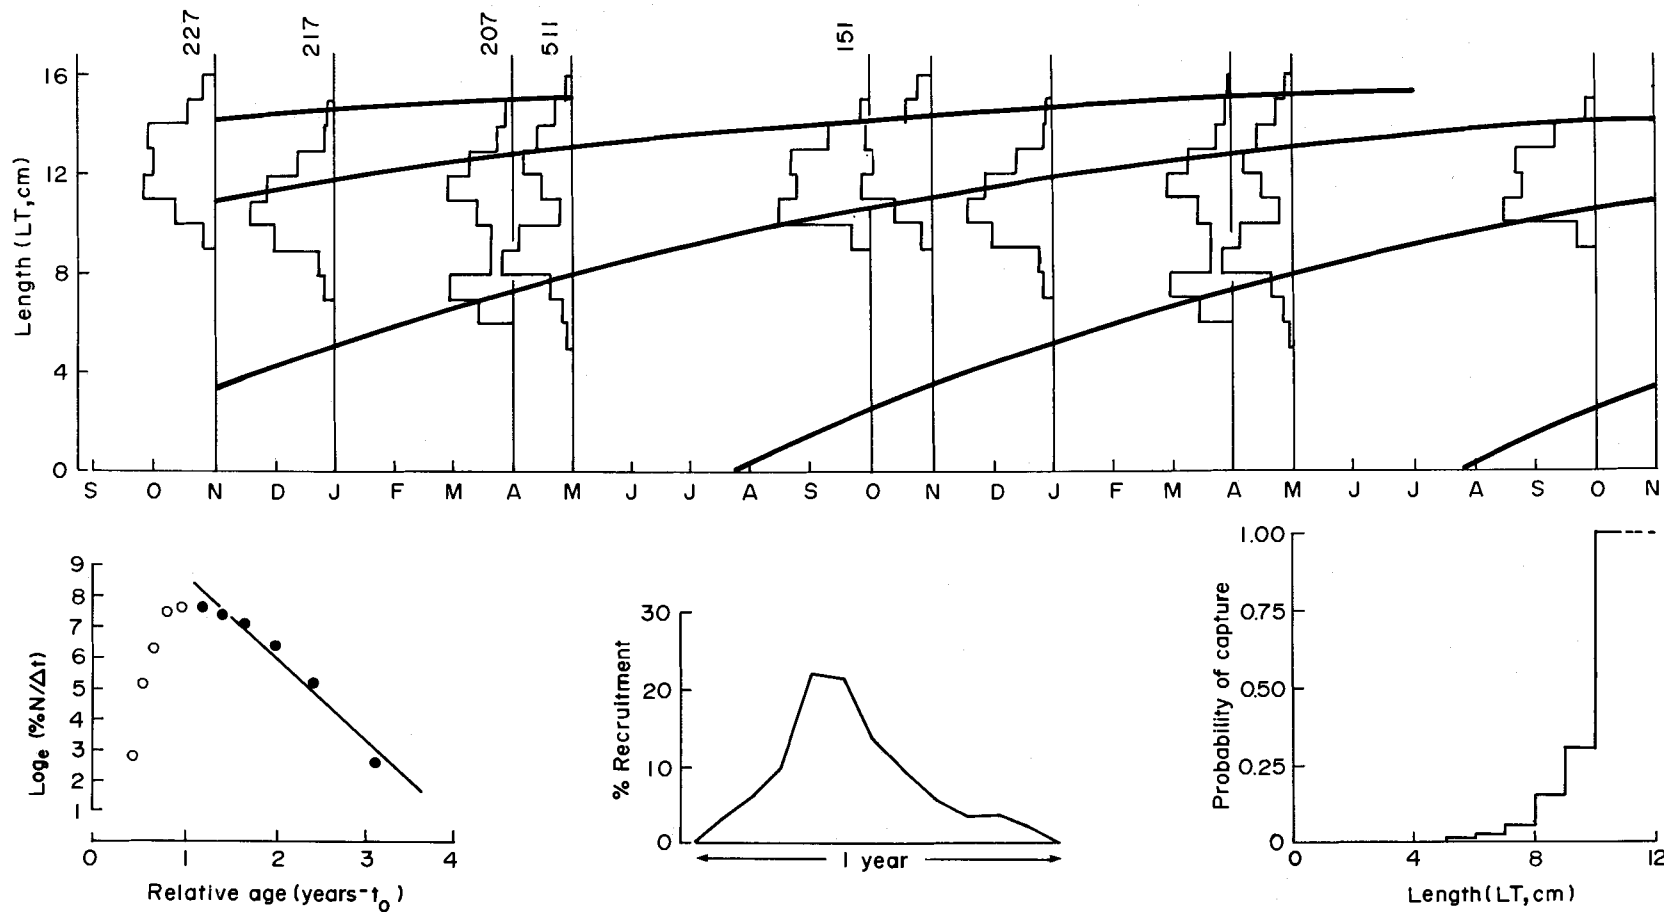 227
217
207
511
151
Length (LT, cm)
16
12
8
4
0
S O N D J F M A M J J A S O N D J F M A M J J A S O N
Loge (%N/Δt)
9
8
7
6
5
4
3
2
1
0 1 2 3 4
Relative age (years-to)
% Recruitment
30
20
10
0
1 year
Probability of capture
1.00
0.75
0.50
0.25
0
0 4 8 12
Length (LT, cm)